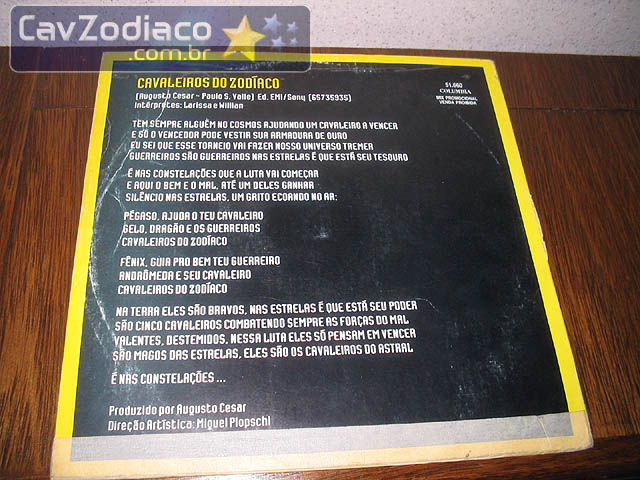 CavZodiaco
.com.br
CAVALEIROS DO ZODÍACO
(Augusto Cesar - Paulo S. Valle) Ed. EMI/Sony (65735935)
Intérpretes: Larissa e Willian
51.060
COLUMBIA
MIX PROMOCIONAL
VENDA PROIBIDA
TEM SEMPRE ALGUÉM NO COSMOS AJUDANDO UM CAVALEIRO A VENCER
E SÓ O VENCEDOR PODE VESTIR SUA ARMADURA DE OURO
EU SEI QUE ESSE TORNEIO VAI FAZER NOSSO UNIVERSO TREMER
GUERREIROS SÃO GUERREIROS NAS ESTRELAS É QUE ESTÁ SEU TESOURO
É NAS CONSTELAÇÕES QUE A LUTA VAI COMEÇAR
E AQUI O BEM E O MAL, ATÉ UM DELES GANHAR
SILÊNCIO NAS ESTRELAS, UM GRITO ECOANDO NO AR:
PÉGASO, AJUDA O TEU CAVALEIRO
GELO, DRAGÃO E OS GUERREIROS
CAVALEIROS DO ZODÍACO
FÊNIX, GUIA PRO BEM TEU GUERREIRO
ANDRÔMEDA E SEU CAVALEIRO
CAVALEIROS DO ZODÍACO
NA TERRA ELES SÃO BRAVOS, NAS ESTRELAS É QUE ESTÁ SEU PODER
SÃO CINCO CAVALEIROS COMBATENDO SEMPRE AS FORÇAS DO MAL
VALENTES, DESTEMIDOS, NESSA LUTA ELES SÓ PENSAM EM VENCER
SÃO MAGOS DAS ESTRELAS, ELES SÃO OS CAVALEIROS DO ASTRAL
É NAS CONSTELAÇÕES ...
Produzido por Augusto Cesar
Direção Artística: Miguel Plopschi